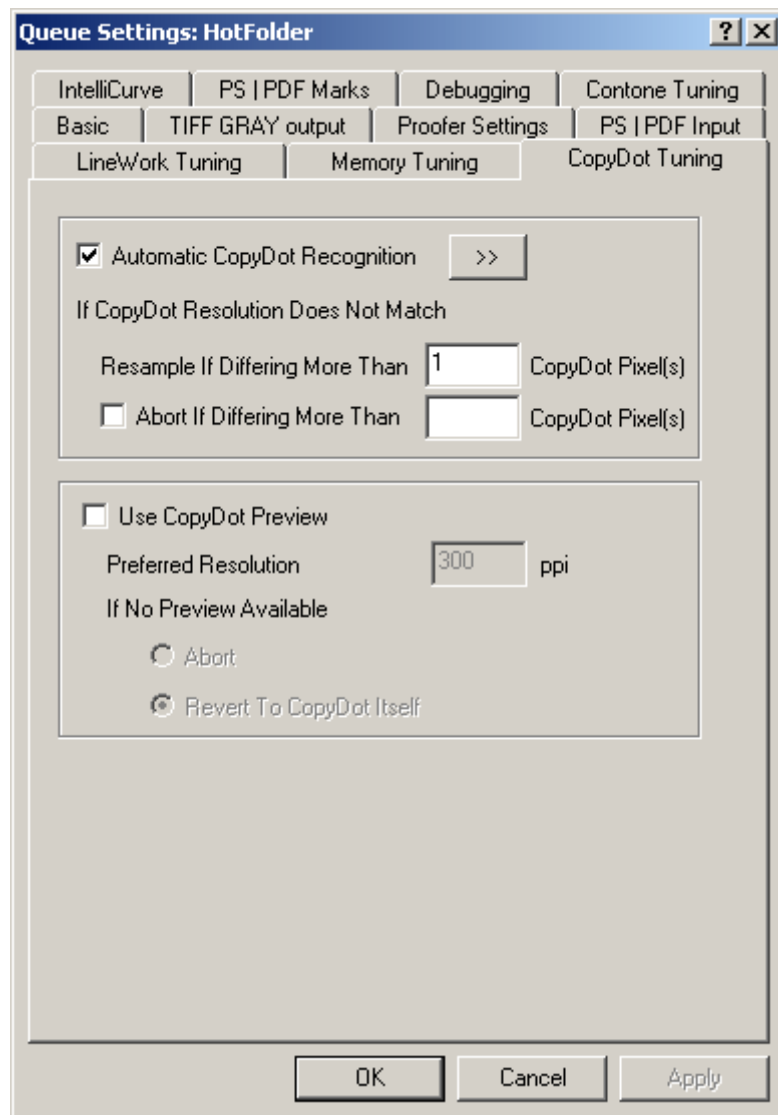 Queue Settings: HotFolder
IntelliCurve PS | PDF Marks Debugging Contone Tuning
Basic TIFF GRAY output Proofer Settings PS | PDF Input
LineWork Tuning Memory Tuning CopyDot Tuning
Automatic CopyDot Recognition >>
If CopyDot Resolution Does Not Match
Resample If Differing More Than 1 CopyDot Pixel(s)
Abort If Differing More Than CopyDot Pixel(s)
Use CopyDot Preview
Preferred Resolution 300 ppi
If No Preview Available
Abort
Revert To CopyDot Itself
OK Cancel Apply